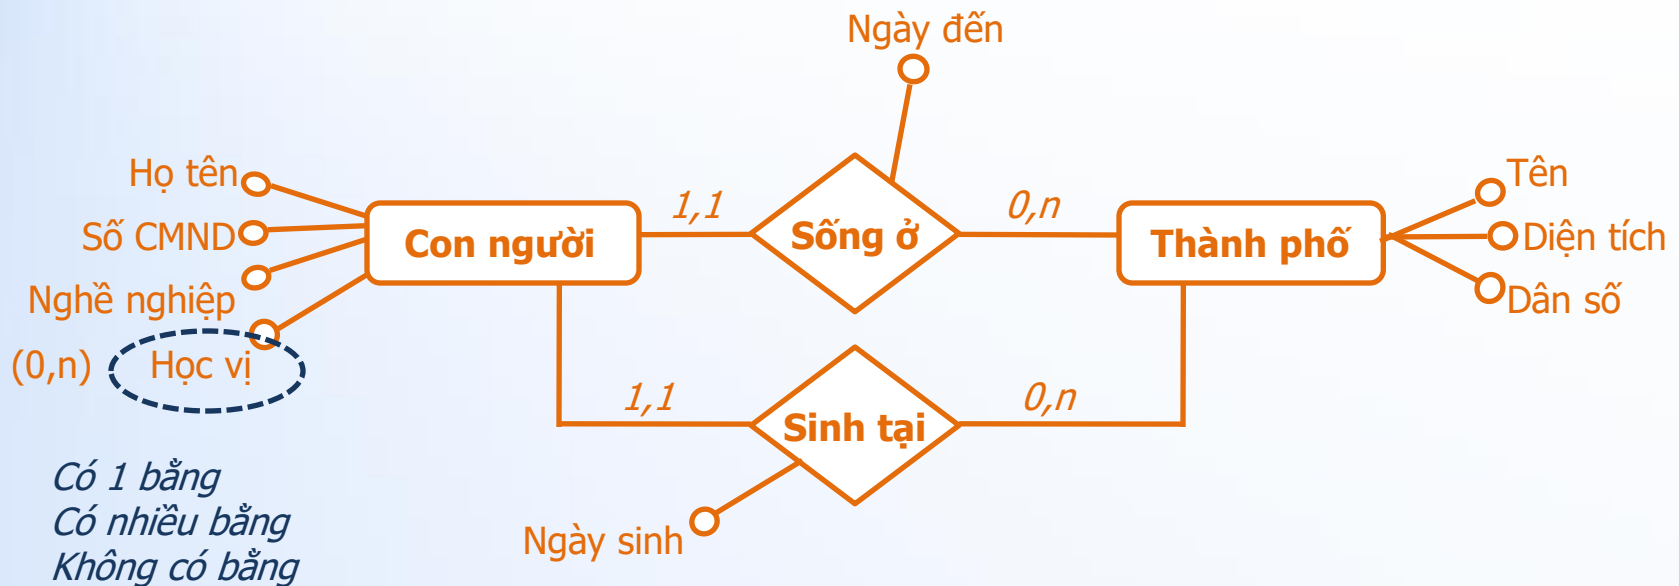 Ngày đến
Họ tên
Số CMND
Nghề nghiệp
(0,n) Học vị
Con người
1,1
Sống ở
0,n
Thành phố
Tên
Diện tích
Dân số
1,1
Sinh tại
0,n
Ngày sinh
Có 1 bằng
Có nhiều bằng
Không có bằng